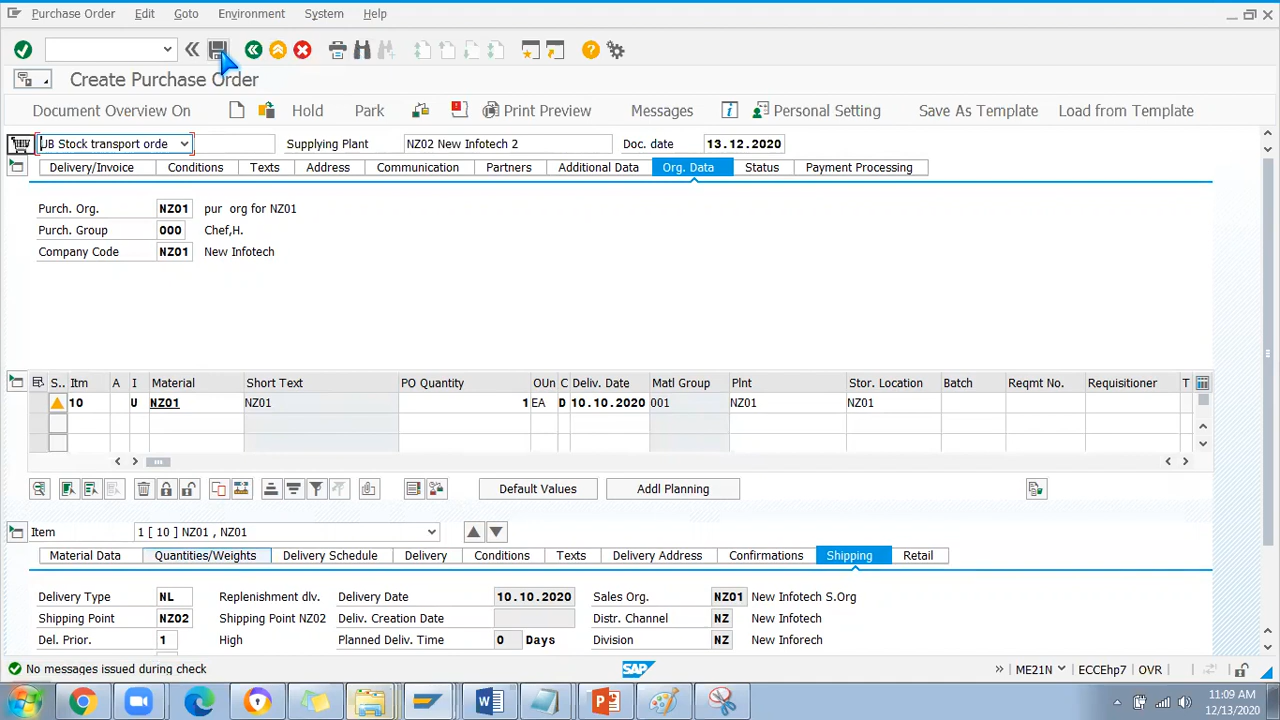 Purchase Order Edit Goto Environment System Help
Create Purchase Order
Document Overview On Hold Park Print Preview Messages Personal Setting Save As Template Load from Template
UB Stock transport orde Supplying Plant NZ02 New Infotech 2 Doc. date 13.12.2020
Delivery/Invoice Conditions Texts Address Communication Partners Additional Data Org. Data Status Payment Processing
Purch. Org. NZ01 pur org for NZ01
Purch. Group 000 Chef,H.
Company Code NZ01 New Infotech
S.. Itm A I Material Short Text PO Quantity OUn C Deliv. Date Matl Group Plnt Stor. Location Batch Reqmt No. Requisitioner T
10 U NZ01 NZ01 1 EA D 10.10.2020 001 NZ01 NZ01
Default Values Addl Planning
Item 1 [ 10 ] NZ01 , NZ01
Material Data Quantities/Weights Delivery Schedule Delivery Conditions Texts Delivery Address Confirmations Shipping Retail
Delivery Type NL Replenishment dlv. Delivery Date 10.10.2020 Sales Org. NZ01 New Infotech S.Org
Shipping Point NZ02 Shipping Point NZ02 Delv. Creation Date Distr. Channel NZ New Infotech
Del. Prior. 1 High Planned Deliv. Time 0 Days Division NZ New Inforech
No messages issued during check SAP ME21N ECCEhp7 OVR
11:09 AM
12/13/2020